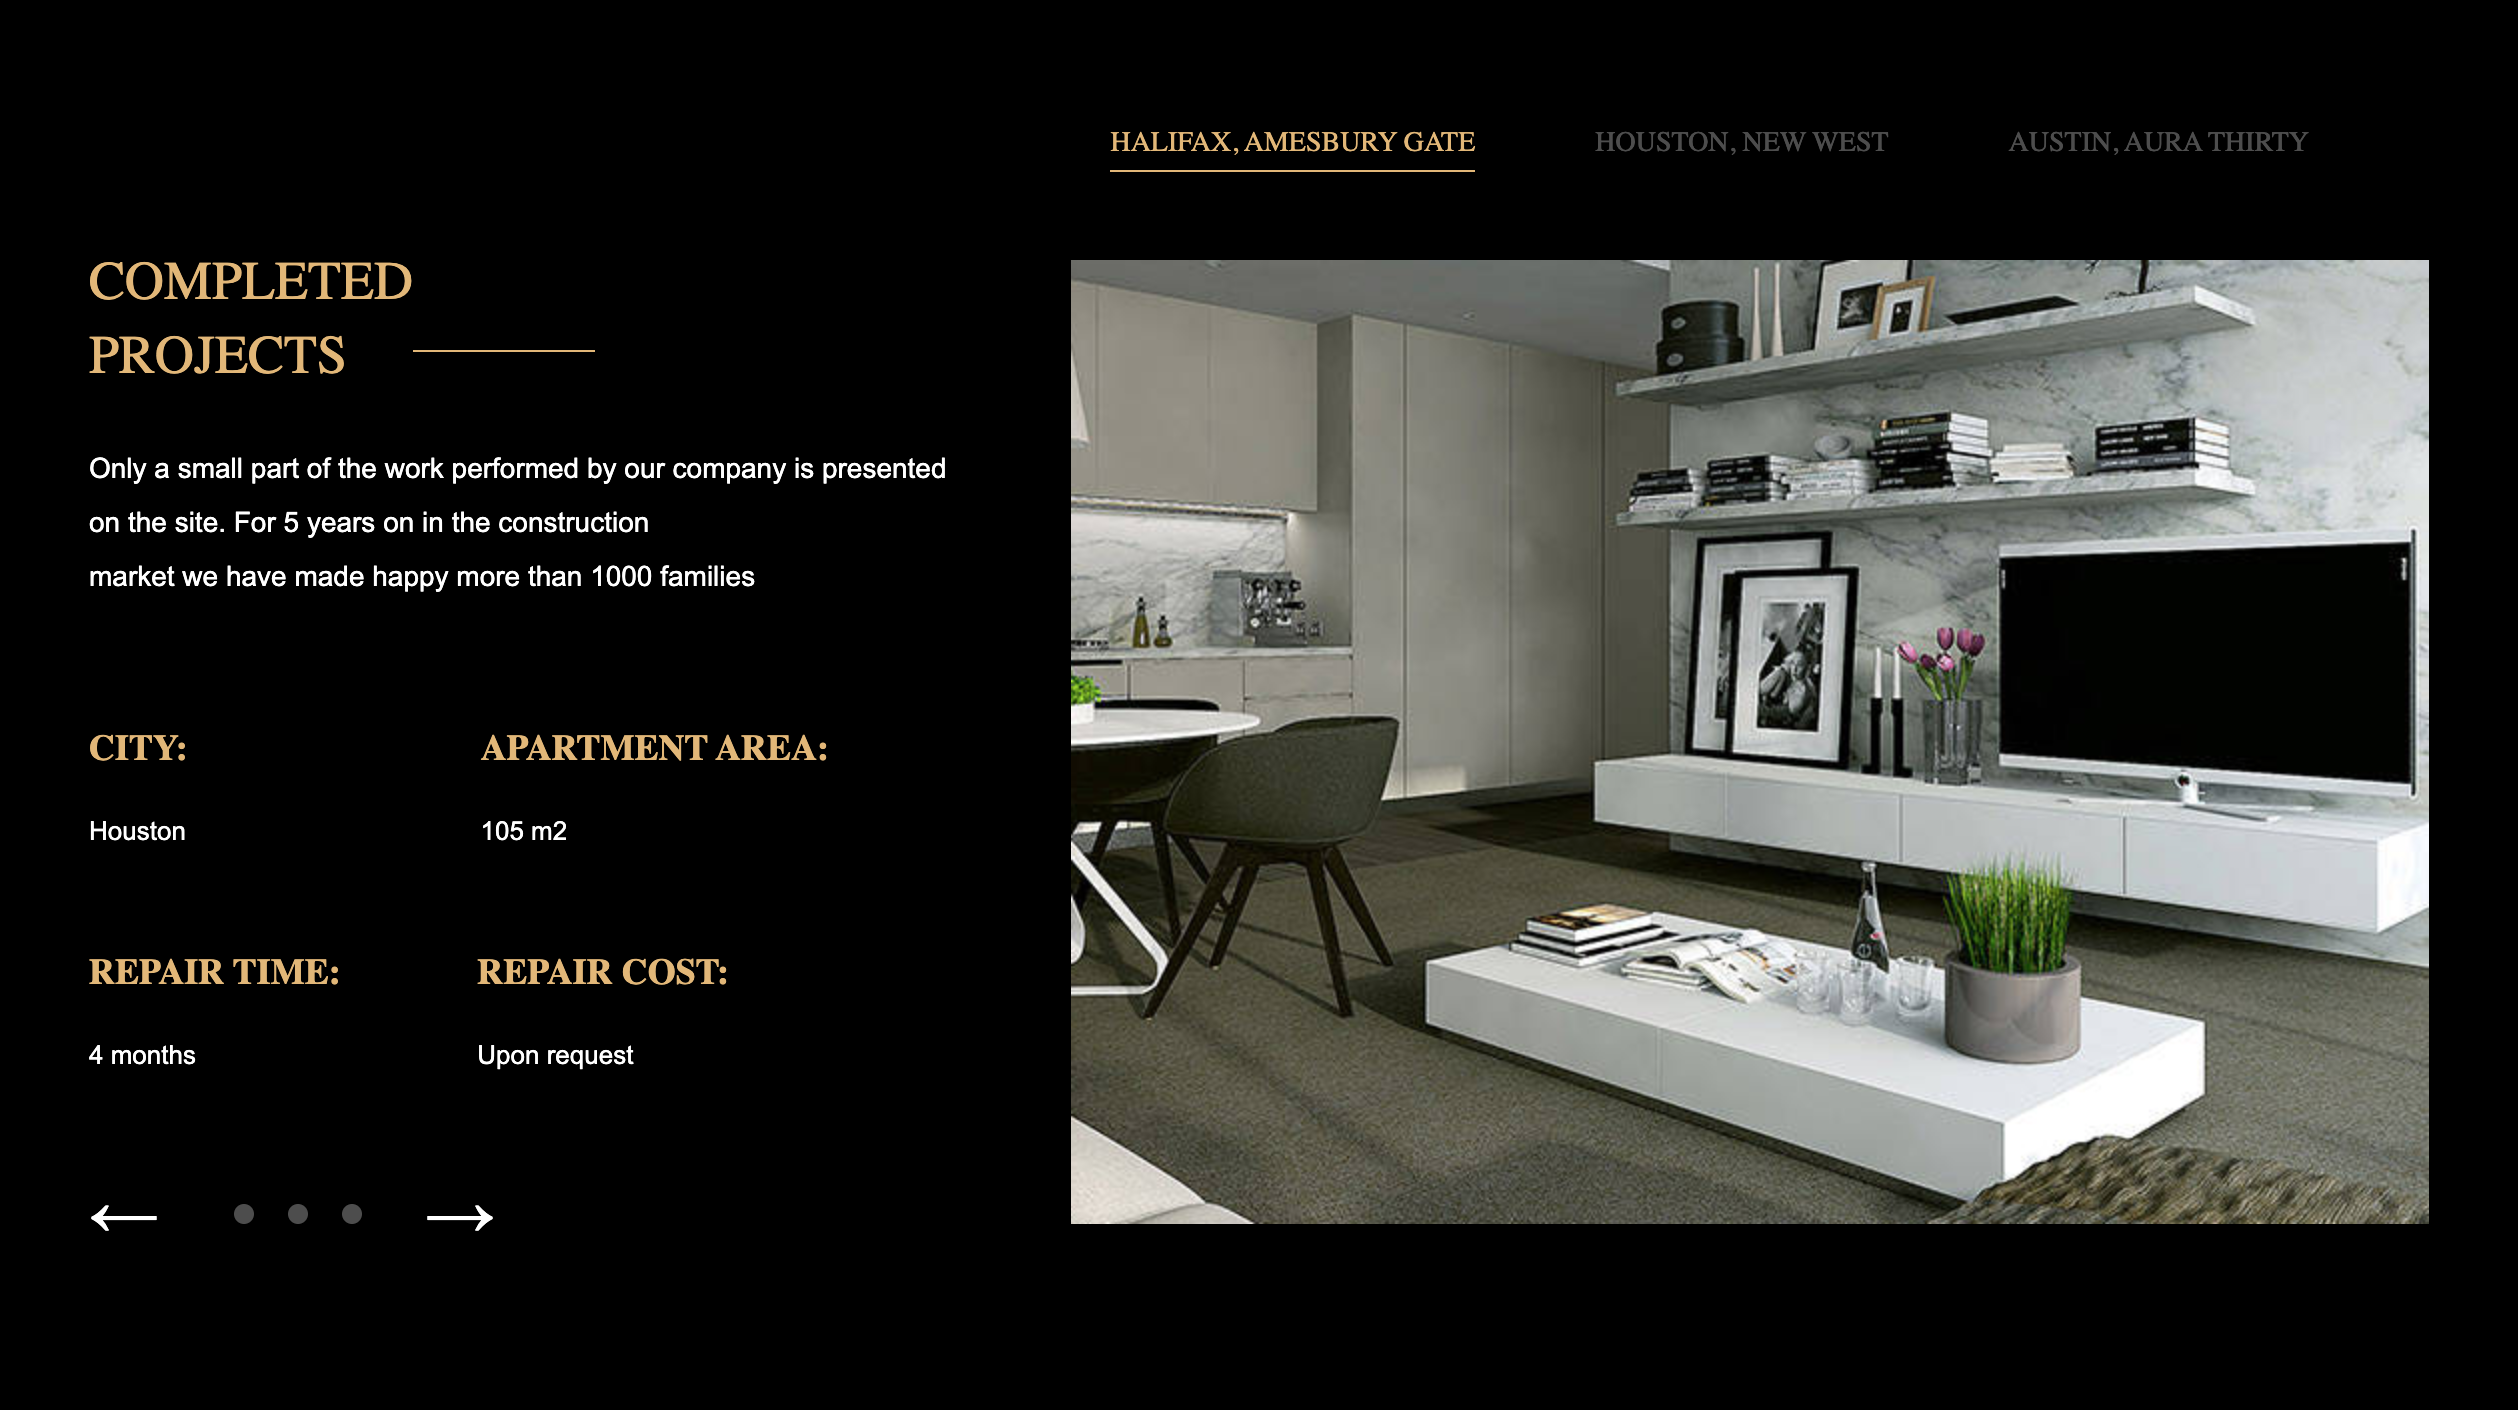 HALIFAX, AMESBURY GATE
HOUSTON, NEW WEST
AUSTIN, AURA THIRTY
COMPLETED
PROJECTS
Only a small part of the work performed by our company is presented
on the site. For 5 years on in the construction
market we have made happy more than 1000 families
CITY:
APARTMENT AREA:
Houston
105 m2
REPAIR TIME:
REPAIR COST:
4 months
Upon request